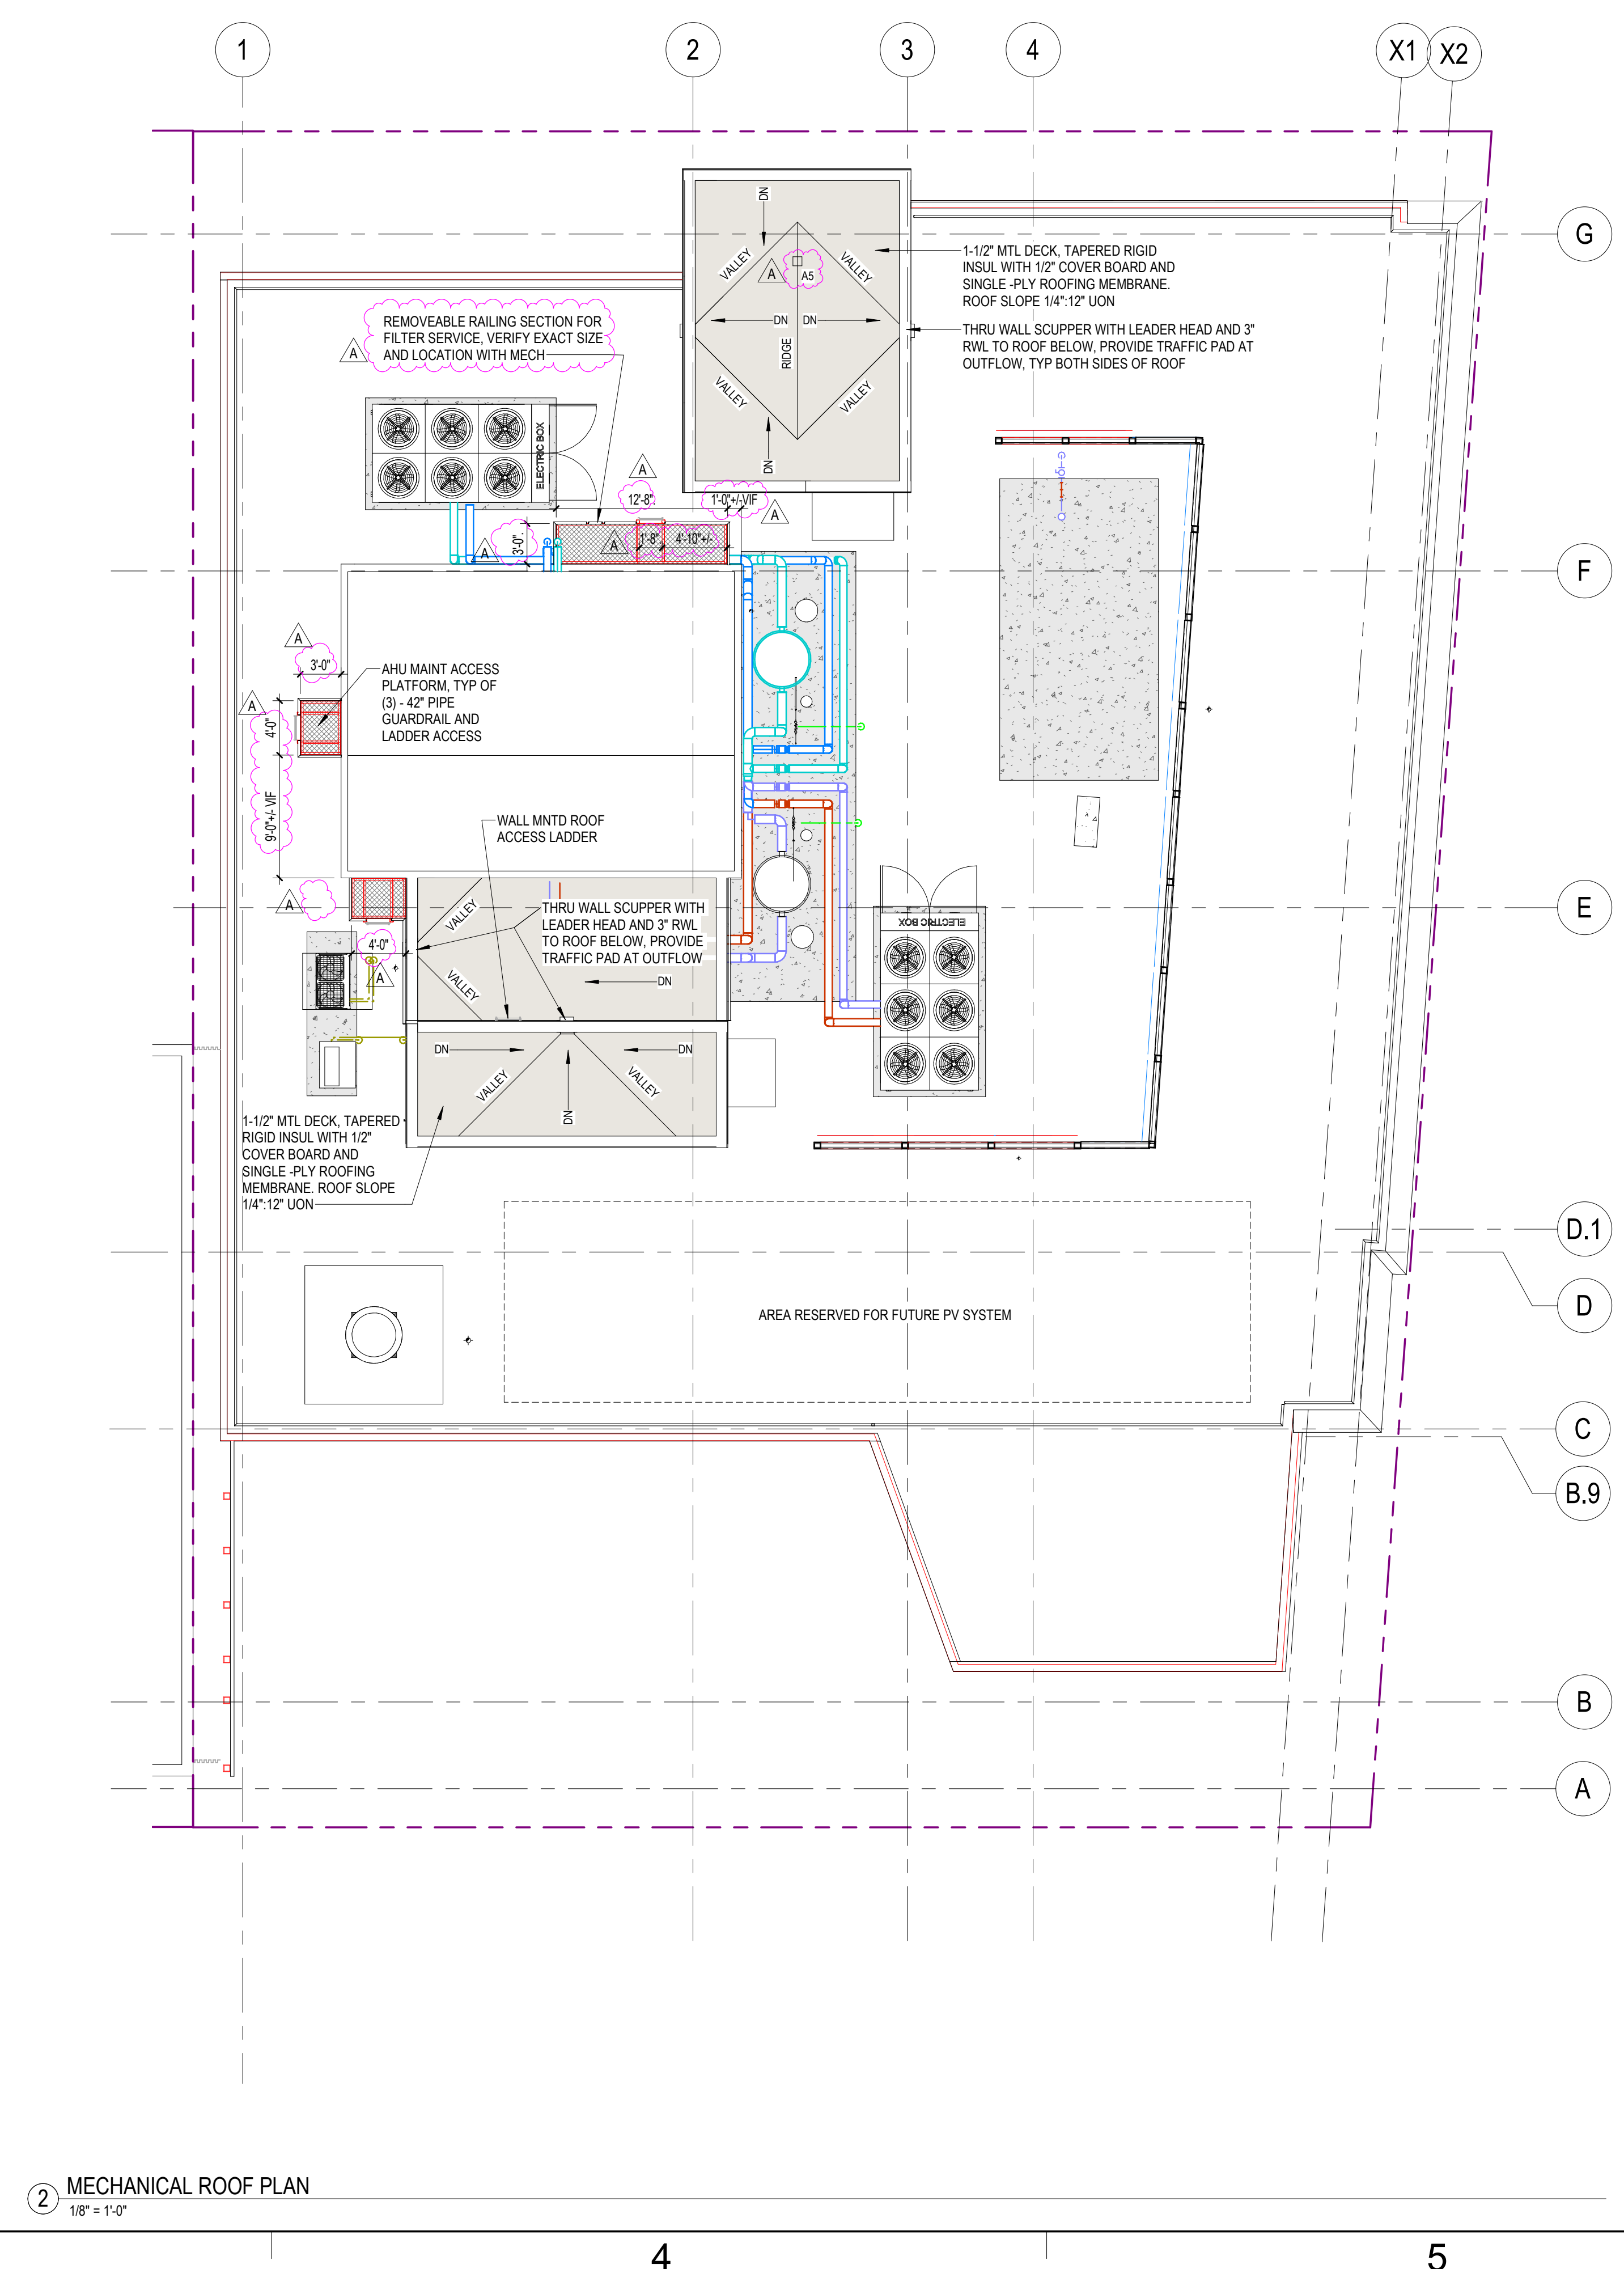 1
2
3
4
X1
X2
G
DN
VALLEY
VALLEY
A
A5
1-1/2" MTL DECK, TAPERED RIGID
INSUL WITH 1/2" COVER BOARD AND
SINGLE -PLY ROOFING MEMBRANE.
ROOF SLOPE 1/4":12" UON
DN
DN
RIDGE
THRU WALL SCUPPER WITH LEADER HEAD AND 3"
RWL TO ROOF BELOW, PROVIDE TRAFFIC PAD AT
OUTFLOW, TYP BOTH SIDES OF ROOF
REMOVEABLE RAILING SECTION FOR
FILTER SERVICE, VERIFY EXACT SIZE
AND LOCATION WITH MECH
A
VALLEY
VALLEY
DN
ELECTRIC BOX
A
12'-8"
1'-0"+/-VIF
A
3'-0"
A
A
1'-8"
4'-10"+/-
F
A
3'-0"
AHU MAINT ACCESS
PLATFORM, TYP OF
(3) - 42" PIPE
GUARDRAIL AND
LADDER ACCESS
A
4'-0"
9'-0"+/- VIF
WALL MNTD ROOF
ACCESS LADDER
A
VALLEY
THRU WALL SCUPPER WITH
LEADER HEAD AND 3" RWL
TO ROOF BELOW, PROVIDE
TRAFFIC PAD AT OUTFLOW
E
ELECTRIC BOX
4'-0"
A
VALLEY
DN
DN
DN
VALLEY
VALLEY
DN
1-1/2" MTL DECK, TAPERED
RIGID INSUL WITH 1/2"
COVER BOARD AND
SINGLE -PLY ROOFING
MEMBRANE. ROOF SLOPE
1/4":12" UON
D.1
D
AREA RESERVED FOR FUTURE PV SYSTEM
C
B.9
B
A
2
MECHANICAL ROOF PLAN
1/8" = 1'-0"
4
5